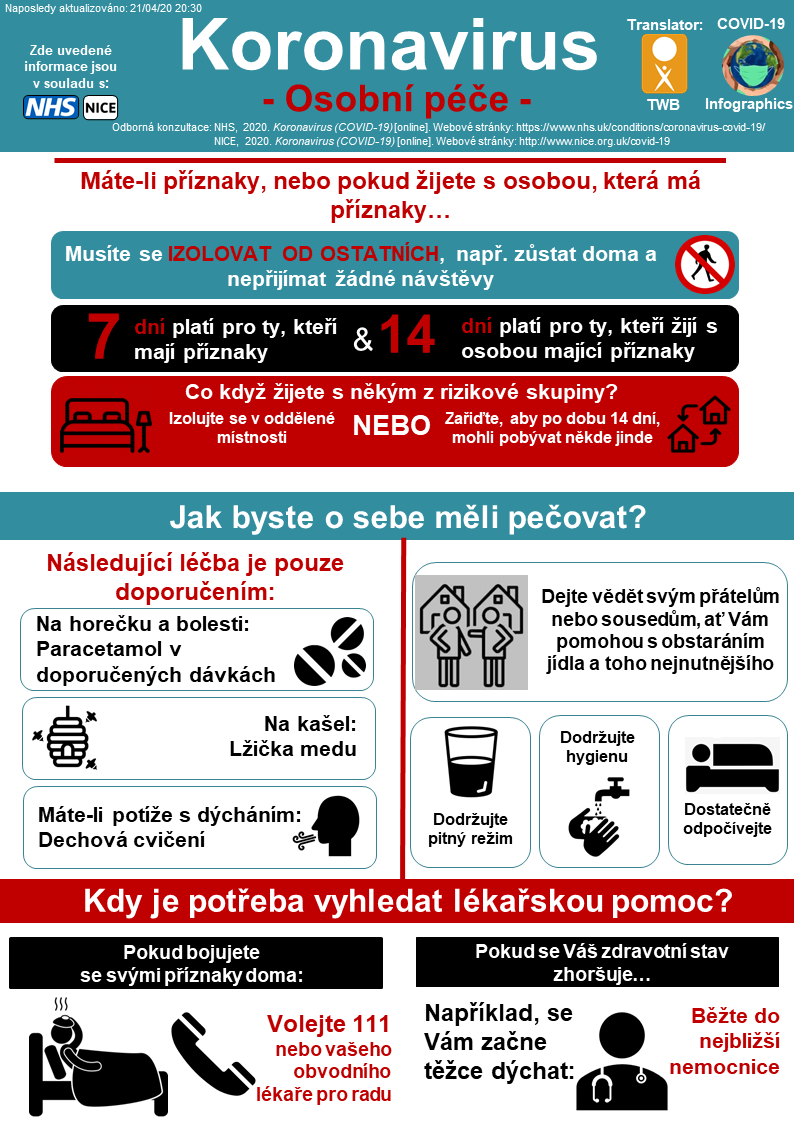 Naposledy aktualizováno: 21/04/20 20:30
Koronavirus
- Osobní péče -
Zde uvedené
informace jsou
v souladu s:
NHS NICE
Translator:
TWB
COVID-19
Infographics
Odborná konzultace: NHS, 2020. Koronavirus (COVID-19) [online]. Webové stránky: https://www.nhs.uk/conditions/coronavirus-covid-19/
NICE, 2020. Koronavirus (COVID-19) [online]. Webové stránky: http://www.nice.org.uk/covid-19
Máte-li příznaky, nebo pokud žijete s osobou, která má
příznaky…
Musíte se IZOLOVAT OD OSTATNÍCH, např. zůstat doma a
nepřijímat žádné návštěvy
7 dní platí pro ty, kteří
mají příznaky
& 14 dní platí pro ty, kteří žijí s
osobou mající příznaky
Co když žijete s někým z rizikové skupiny?
Izolujte se v oddělené
místnosti
NEBO
Zařiďte, aby po dobu 14 dní,
mohli pobývat někde jinde
Jak byste o sebe měli pečovat?
Následující léčba je pouze
doporučením:
Na horečku a bolesti:
Paracetamol v
doporučených dávkách
Na kašel:
Lžička medu
Máte-li potíže s dýcháním:
Dechová cvičení
Dejte vědět svým přátelům
nebo sousedům, ať Vám
pomohou s obstaráním
jídla a toho nejnutnějšího
Dodržujte
pitný režim
Dodržujte
hygienu
Dostatečně
odpočívejte
Kdy je potřeba vyhledat lékařskou pomoc?
Pokud bojujete
se svými příznaky doma:
Volejte 111
nebo vašeho
obvodního
lékaře pro radu
Pokud se Váš zdravotní stav
zhoršuje…
Například, se
Vám začne
těžce dýchat:
Běžte do
nejbližší
nemocnice